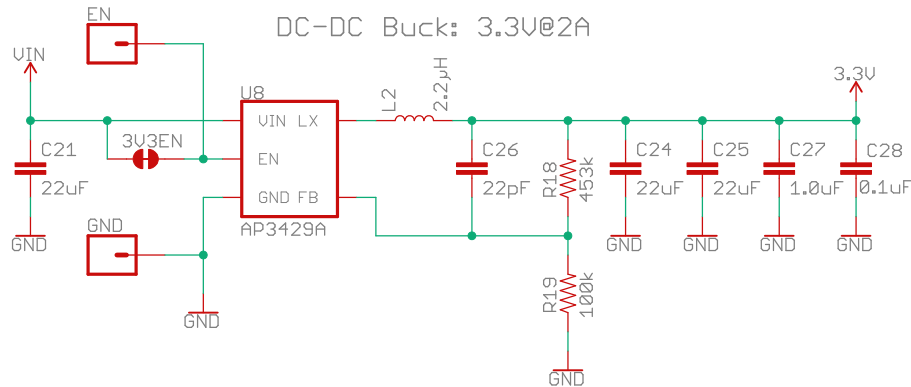 DC-DC Buck: 3.3V@2A
EN
VIN
3.3V
U8
L2
2.2µH
VIN LX
EN
GND FB
AP3429A
3V3EN
C21
22uF
GND
GND
GND
C26
22pF
R18
453k
R19
100k
GND
C24
22uF
GND
C25
22uF
GND
C27
1.0uF
GND
C28
0.1uF
GND